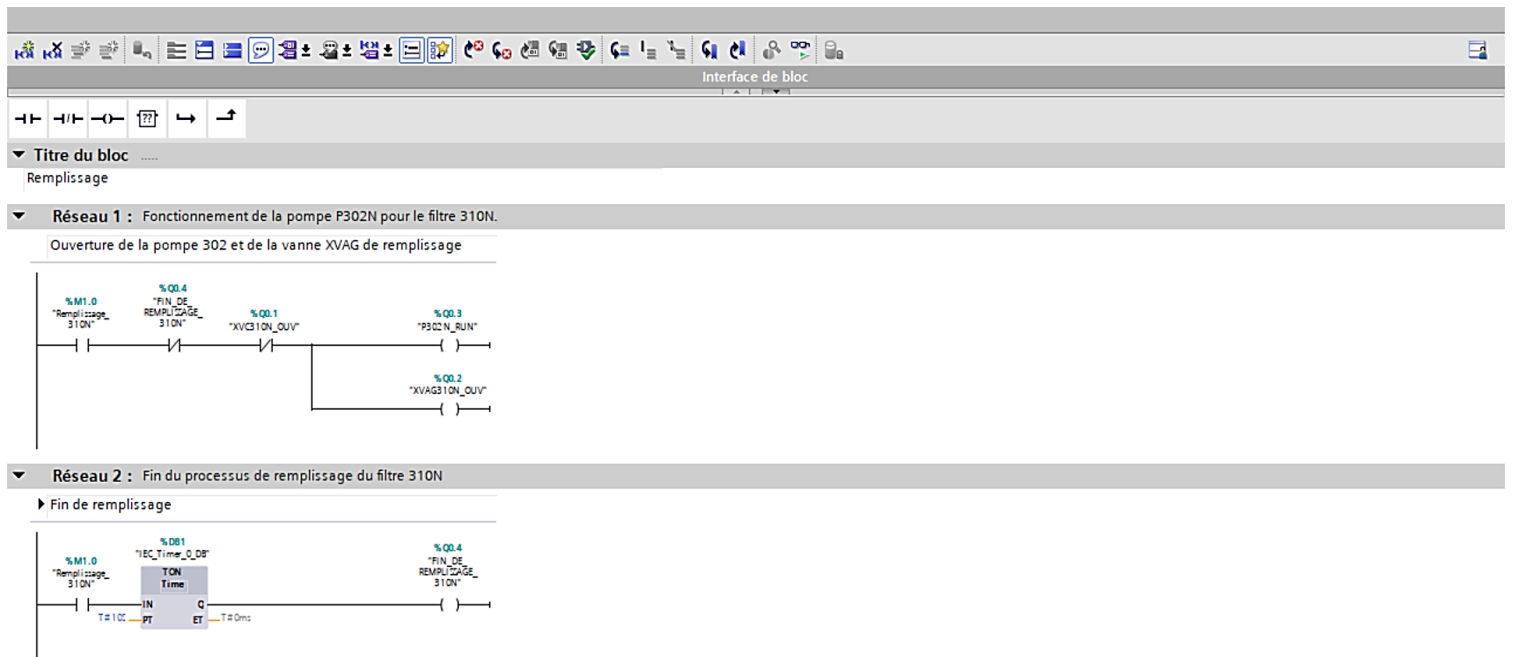 Interface de bloc
??
Titre du bloc .....
Remplissage
Réseau 1 : Fonctionnement de la pompe P302N pour le filtre 310N.
Ouverture de la pompe 302 et de la vanne XVAG de remplissage
%M1.0
"Remplissage_
310N"
%Q0.4
"FIN_DE_
REMPLISSAGE_
310N"
%Q0.1
"XVC310N_OUV"
%Q0.3
"P302N_RUN"
%Q0.2
"XVAG310N_OUV"
Réseau 2 : Fin du processus de remplissage du filtre 310N
Fin de remplissage
%M1.0
"Remplissage_
310N"
%DB1
"IEC_Timer_0_DB"
TON
Time
IN Q
PT ET
T#0ms
%Q0.4
"FIN_DE_
REMPLISSAGE_
310N"